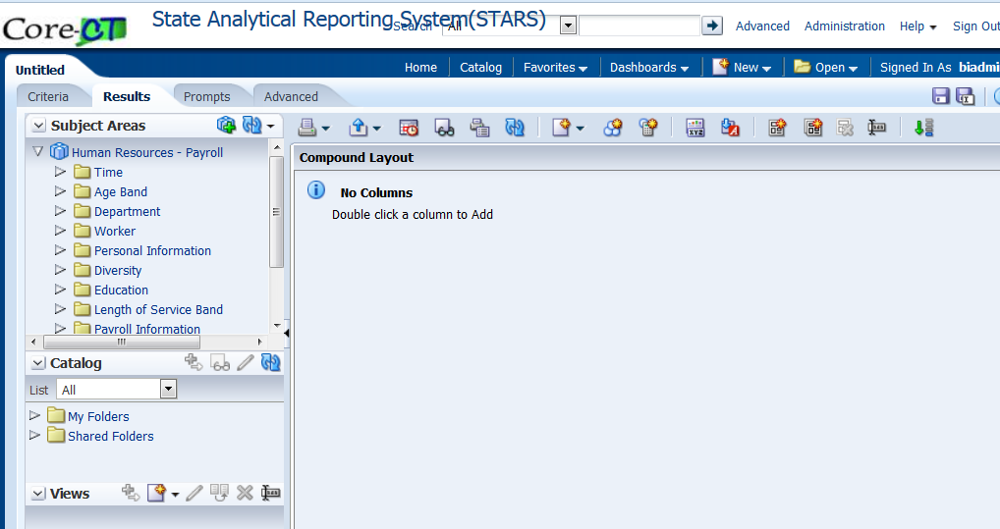 Core-CT
State Analytical Reporting System(STARS)
Search All Advanced Administration Help Sign Out
Untitled
Home Catalog Favorites Dashboards New Open Signed In As biadmi
Criteria Results Prompts Advanced
Subject Areas
Human Resources - Payroll
Time
Age Band
Department
Worker
Personal Information
Diversity
Education
Length of Service Band
Payroll Information
Compound Layout
No Columns
Double click a column to Add
Catalog
List All
My Folders
Shared Folders
Views